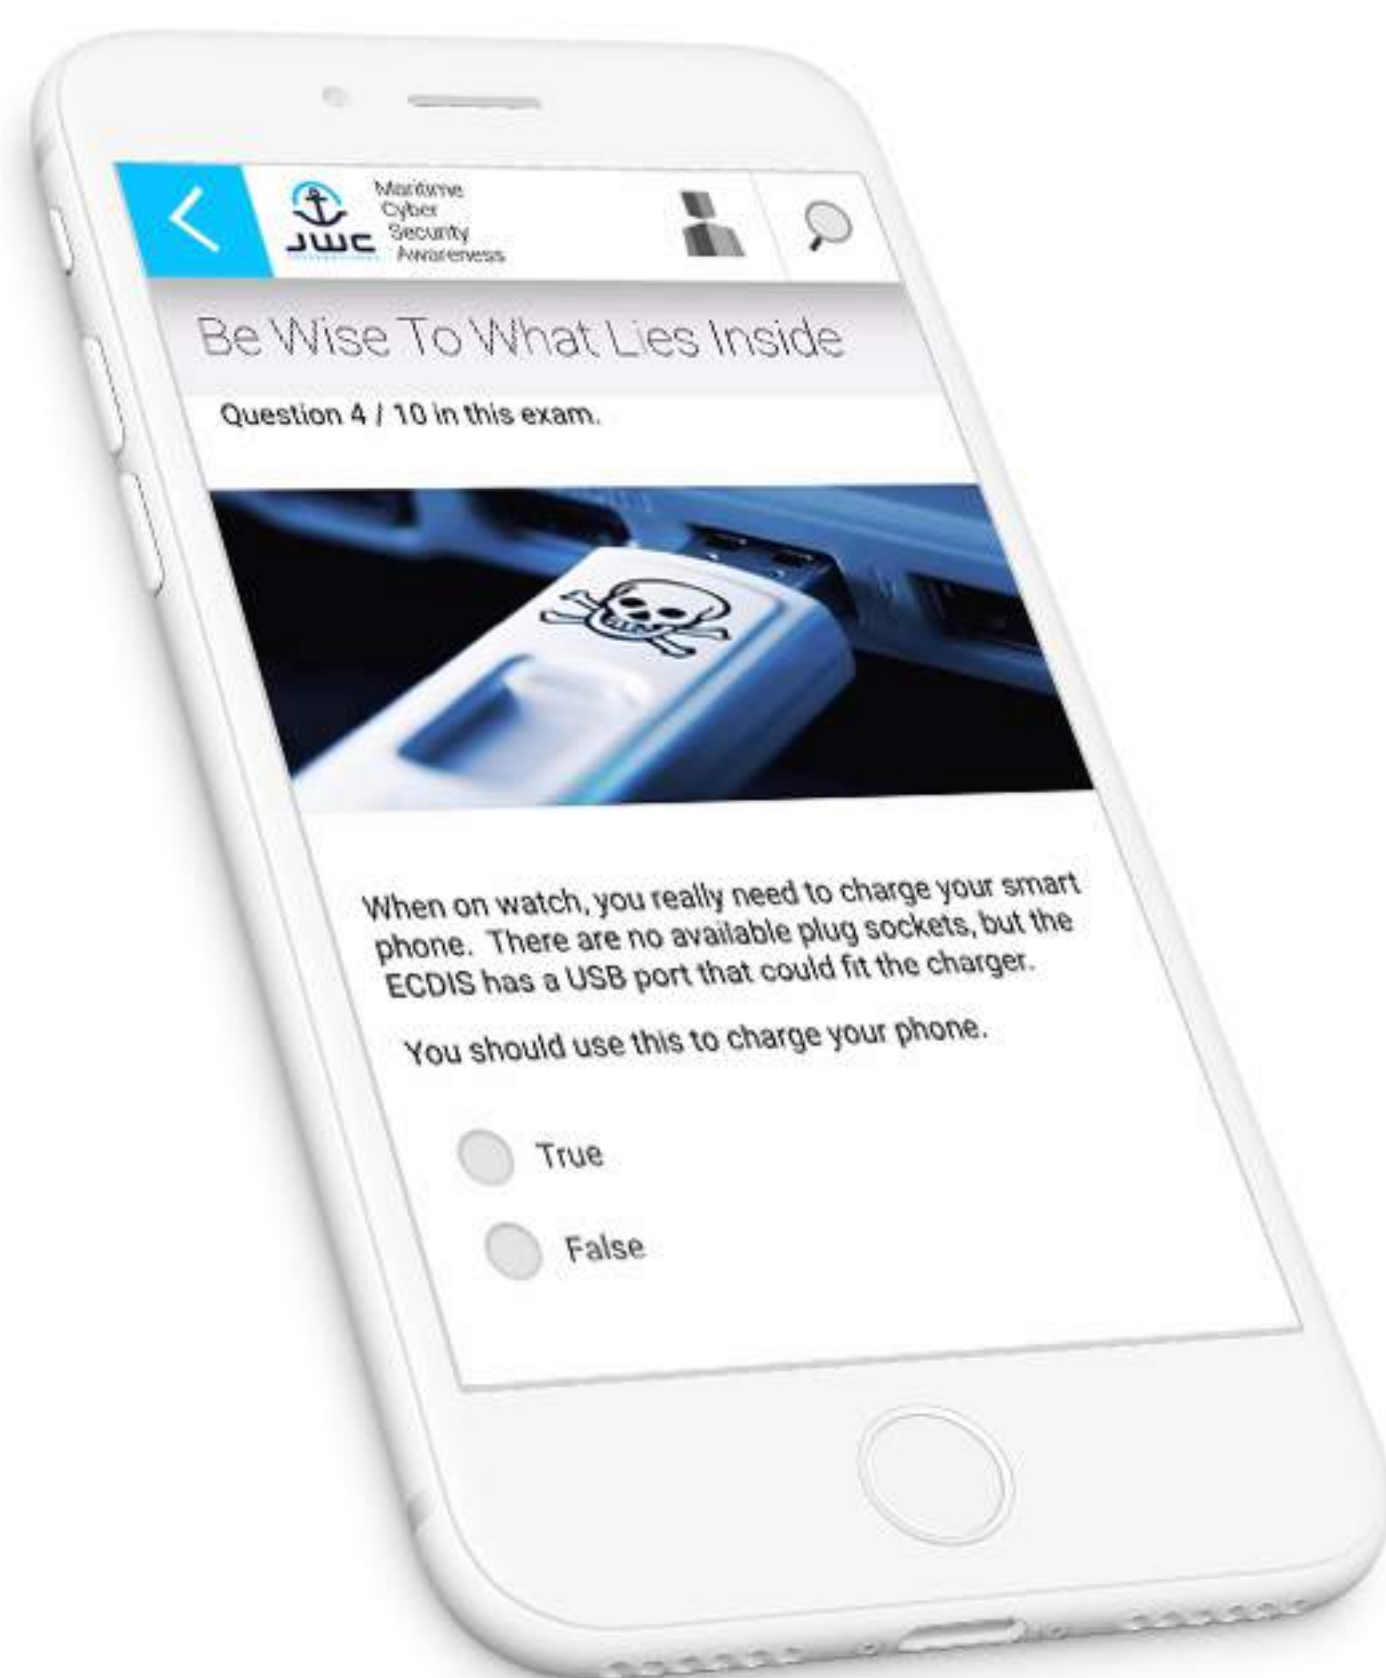 Maritime
Cyber
Security
Awareness
JWC
Be Wise To What Lies Inside
Question 4 / 10 in this exam.
When on watch, you really need to charge your smart
phone. There are no available plug sockets, but the
ECDIS has a USB port that could fit the charger.
You should use this to charge your phone.
True
False